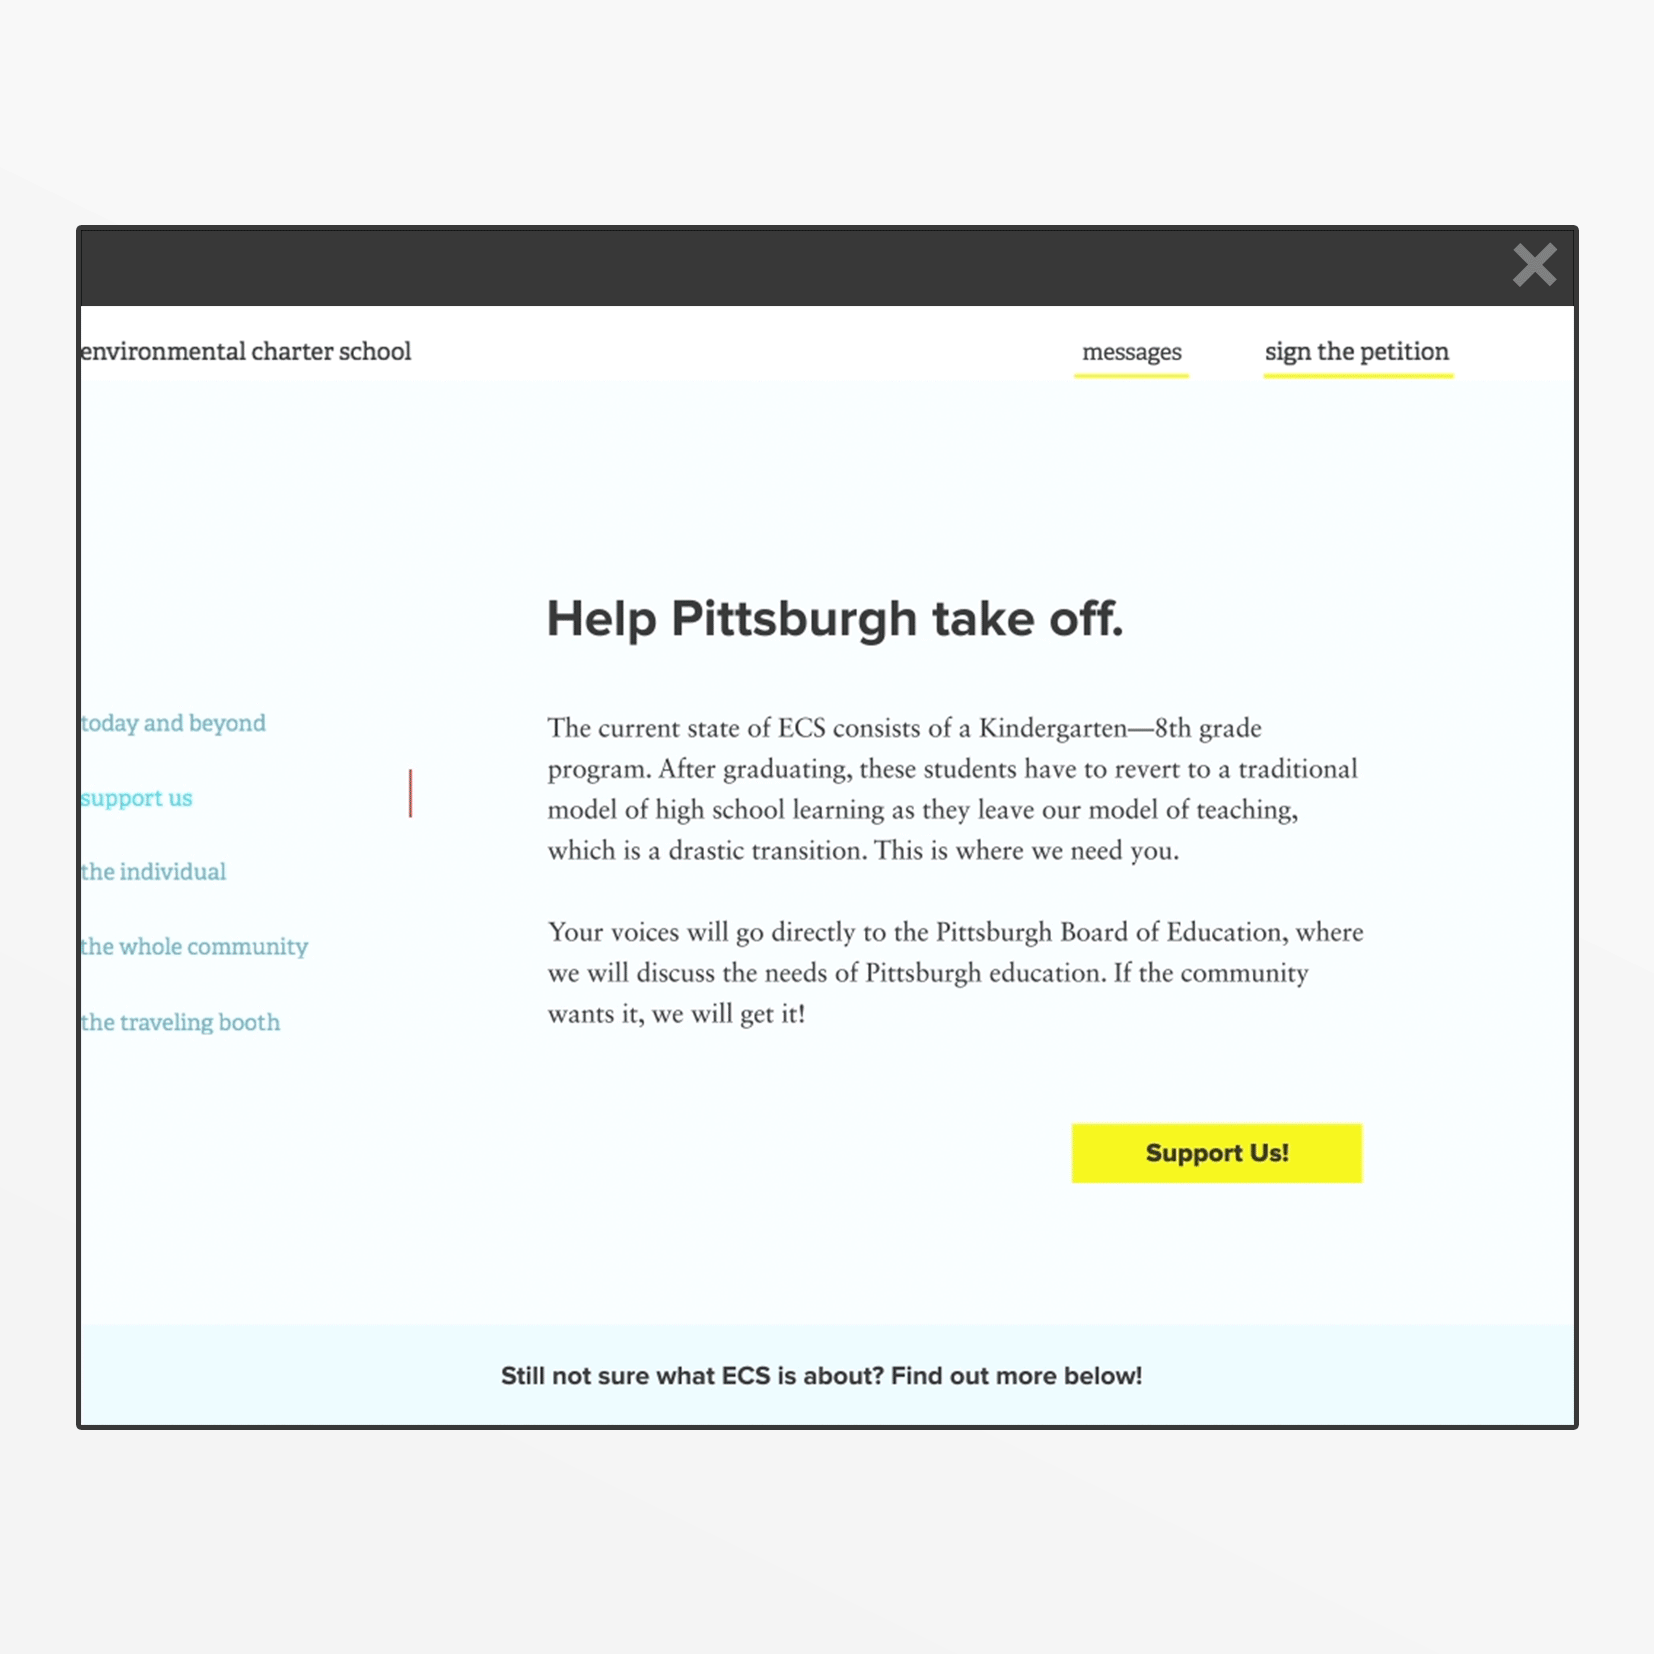 environmental charter school
messages
sign the petition
Help Pittsburgh take off.
today and beyond
support us
the individual
the whole community
the traveling booth
The current state of ECS consists of a Kindergarten—8th grade
program. After graduating, these students have to revert to a traditional
model of high school learning as they leave our model of teaching,
which is a drastic transition. This is where we need you.
Your voices will go directly to the Pittsburgh Board of Education, where
we will discuss the needs of Pittsburgh education. If the community
wants it, we will get it!
Support Us!
Still not sure what ECS is about? Find out more below!